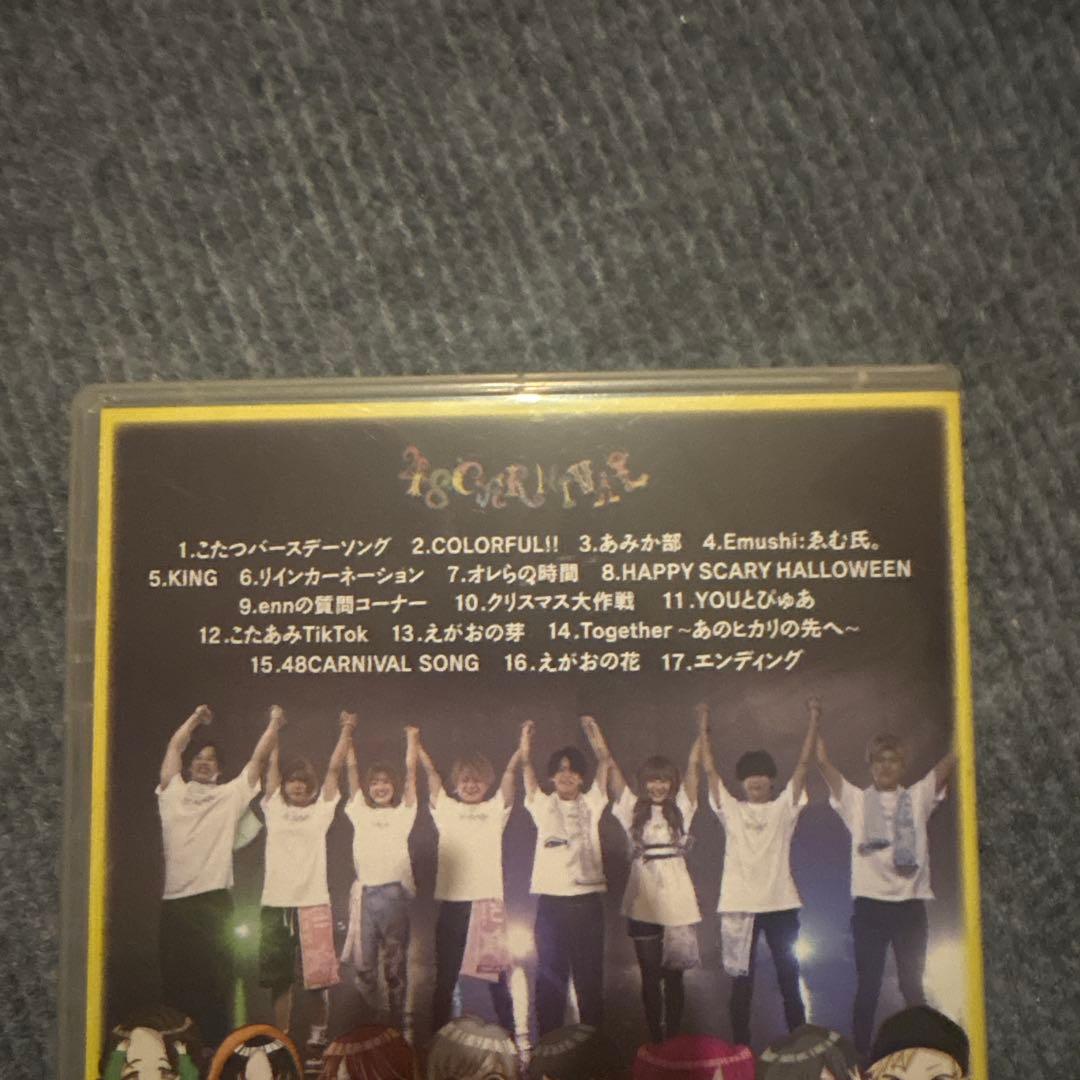 48CARNIVAL
1.こたつバースデーソング 2.COLORFUL!! 3.あみか部 4.Emushi:ゑむ氏。
5.KING 6.リインカーネーション 7.オレらの時間 8.HAPPY SCARY HALLOWEEN
9.ennの質問コーナー 10.クリスマス大作戦 11.YOUとぴゅあ
12.こたあみTikTok 13.えがおの芽 14.Together ~あのヒカリの先へ~
15.48CARNIVAL SONG 16.えがおの花 17.エンディング